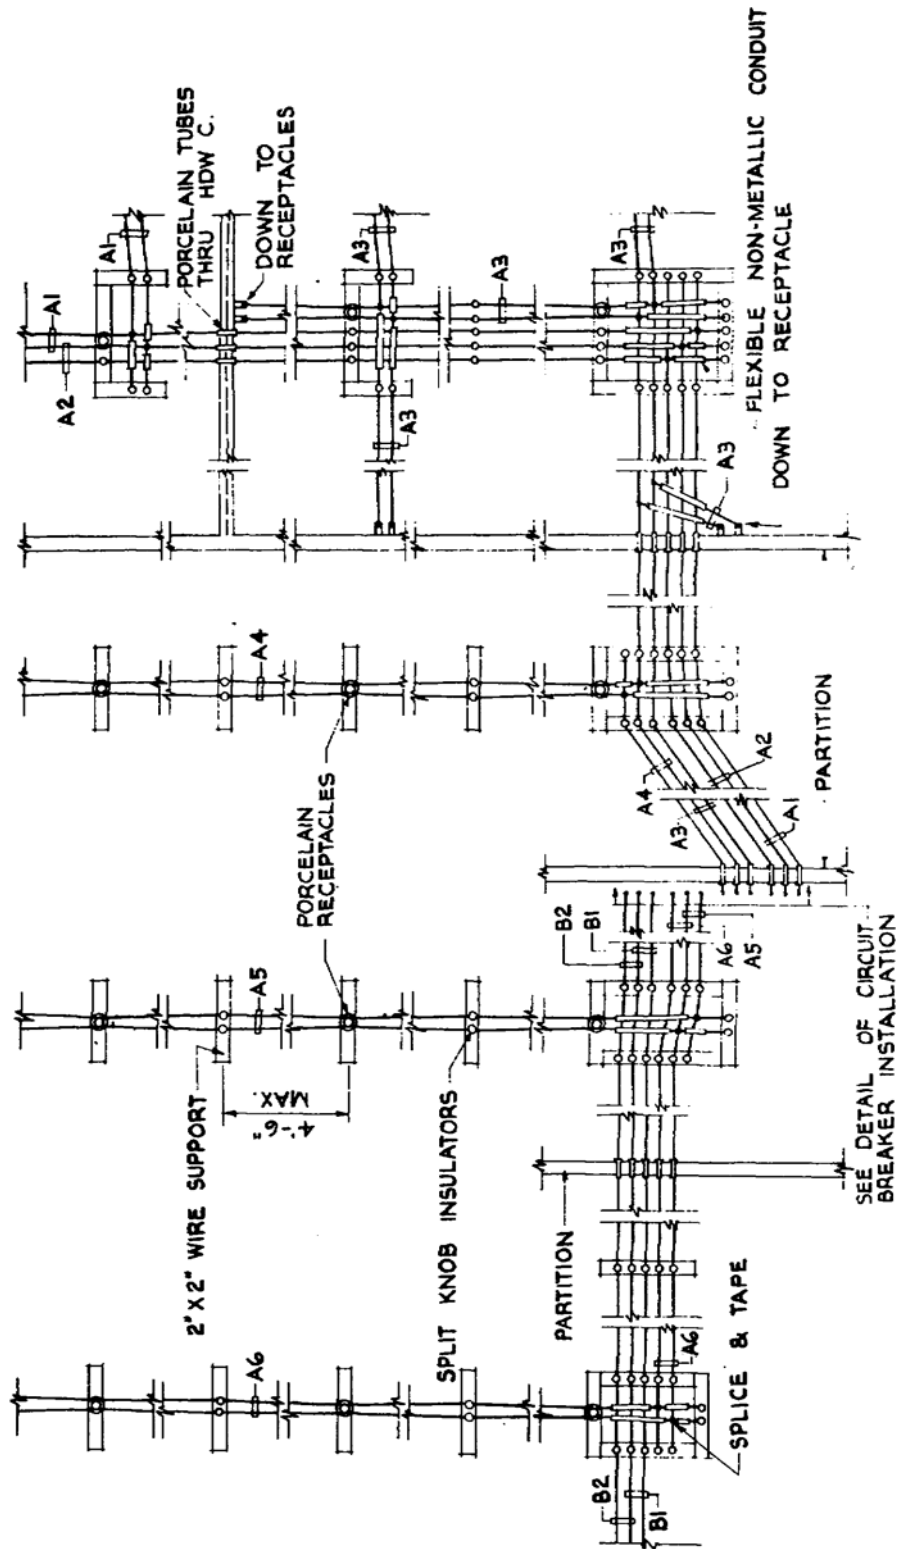 A1
A2
PORCELAIN TUBES
THRU HDW C.
A1
DOWN TO
RECEPTACLES
A3
A3
A3
A3
FLEXIBLE NON-METALLIC CONDUIT
DOWN TO RECEPTACLE
A3
A4
PORCELAIN
RECEPTACLES
A4
A3
A2
A1
PARTITION
A5
2"X2" WIRE SUPPORT
4'-6"
MAX.
SPLIT KNOB INSULATORS
B2
B1
A6
A5
SEE DETAIL OF CIRCUIT
BREAKER INSTALLATION
PARTITION
A6
A6
SPLICE & TAPE
B2
B1